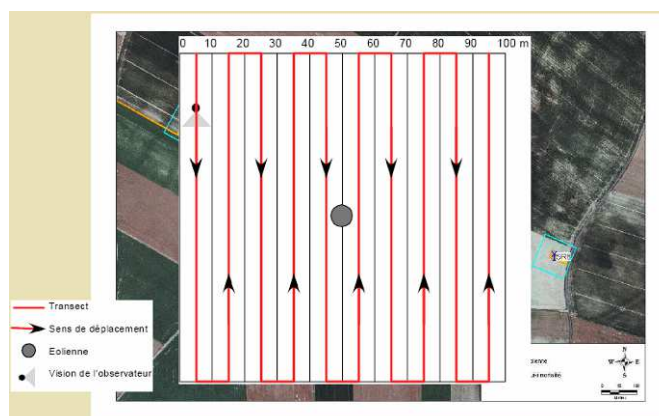 0 10 20 30 40 50 60 70 80 90 100 m
Transect
Sens de déplacement
Eolienne
Vision de l'observateur
N
W E
S